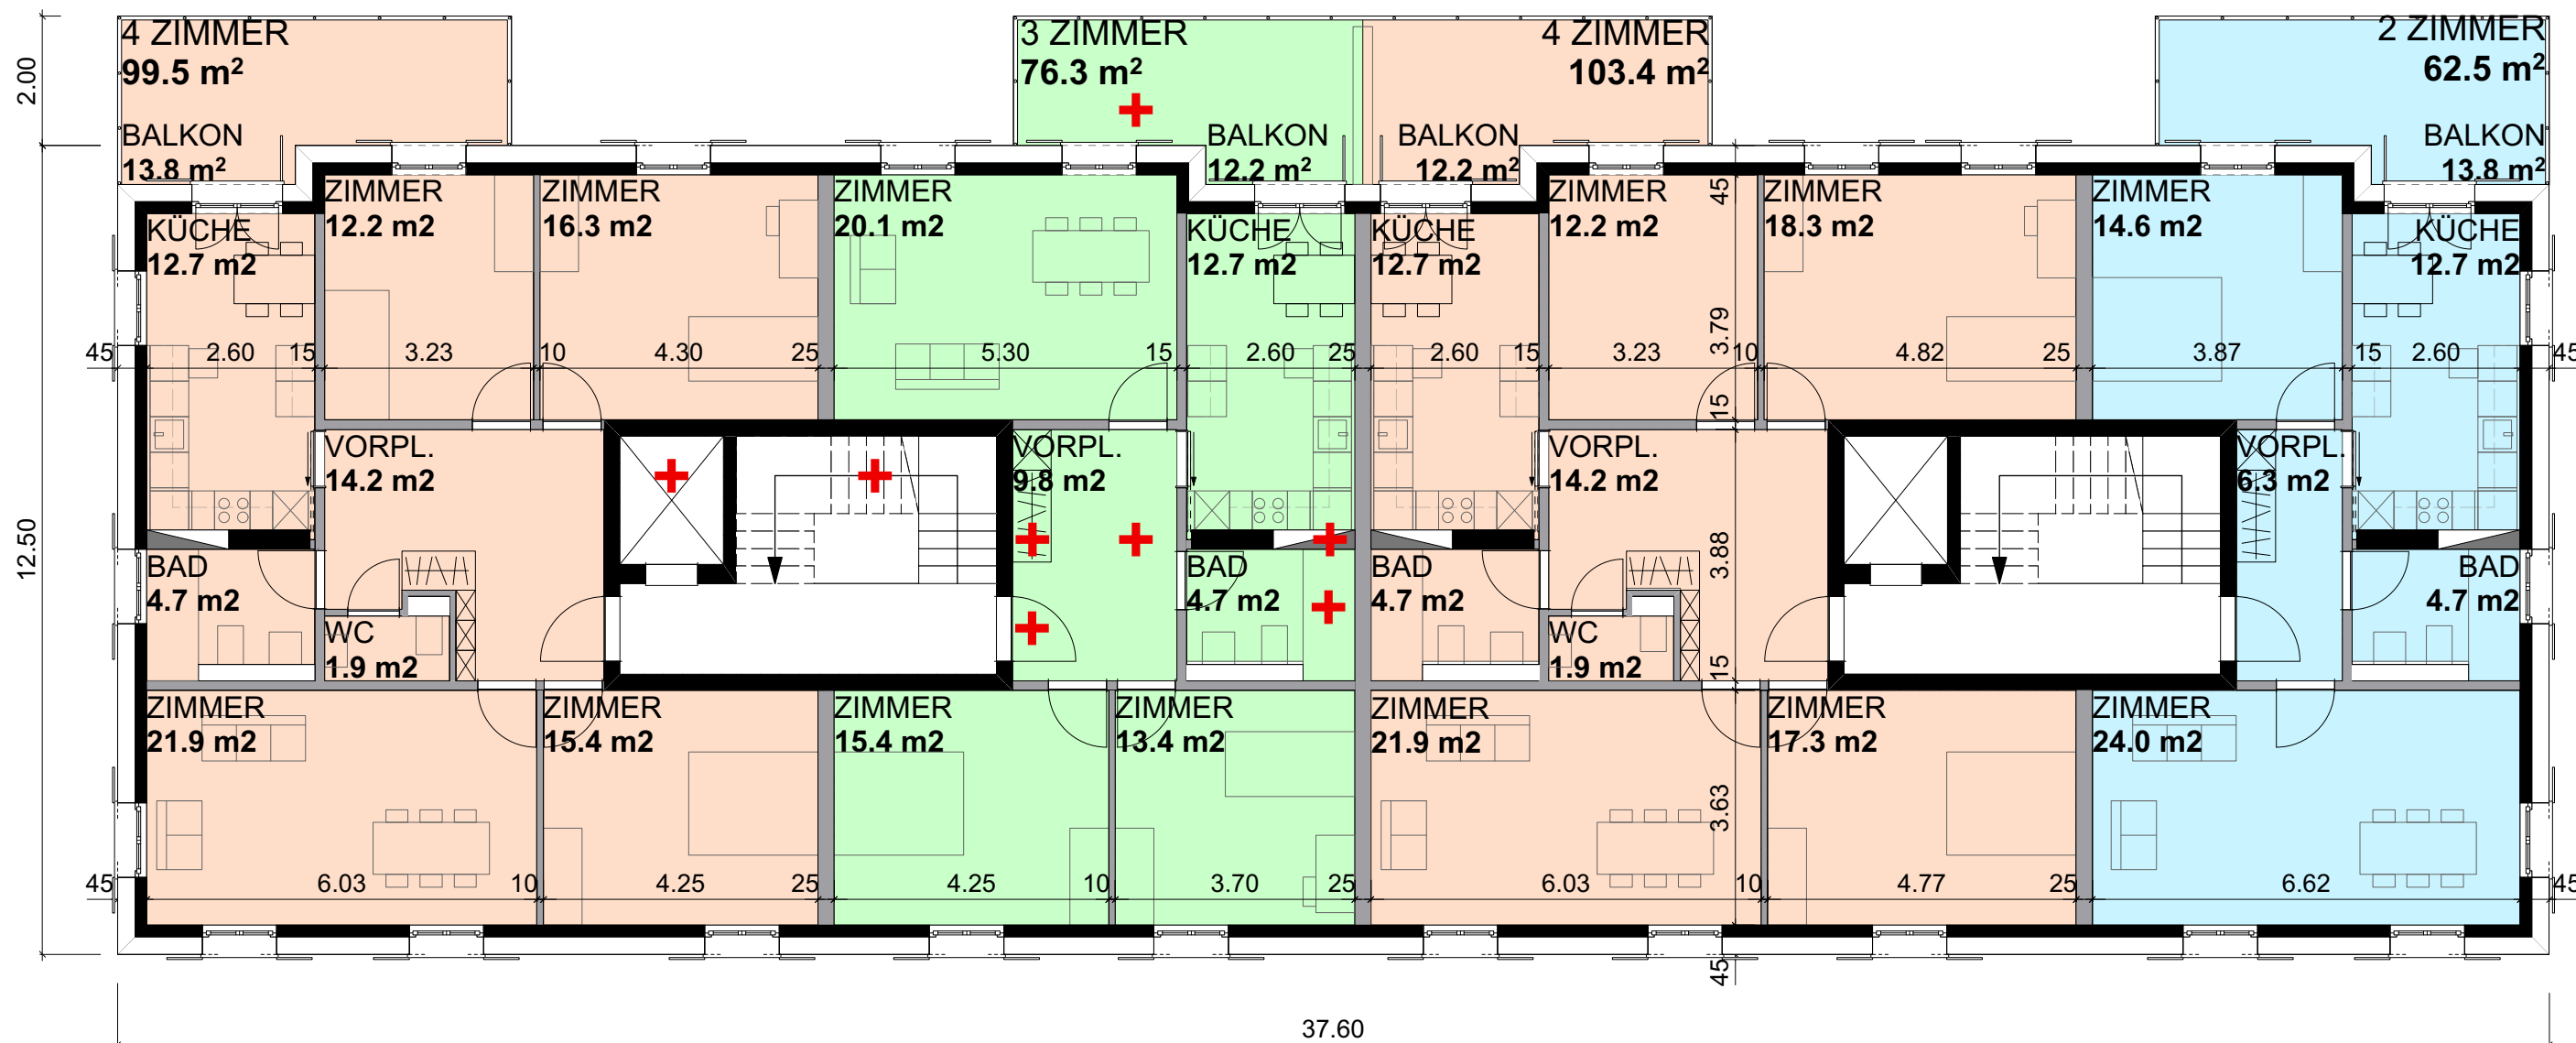 4 ZIMMER
99.5 m²
3 ZIMMER
76.3 m²
4 ZIMMER
103.4 m²
2 ZIMMER
62.5 m²
2.00
BALKON
13.8 m²
BALKON
12.2 m²
BALKON
12.2 m²
BALKON
13.8 m²
KÜCHE
12.7 m2
ZIMMER
12.2 m2
ZIMMER
16.3 m2
ZIMMER
20.1 m2
KÜCHE
12.7 m2
KÜCHE
12.7 m2
ZIMMER
12.2 m2
45
ZIMMER
18.3 m2
ZIMMER
14.6 m2
KÜCHE
12.7 m2
45 2.60 15 3.23 10 4.30 25 5.30 15 2.60 25 2.60 15 3.23 10 4.82 25 3.87 15 2.60 45
3.79
15
VORPL.
14.2 m2
VORPL.
9.8 m2
VORPL.
14.2 m2
VORPL.
6.3 m2
12.50
3.88
BAD
4.7 m2
BAD
4.7 m2
BAD
4.7 m2
BAD
4.7 m2
WC
1.9 m2
WC
1.9 m2
15
ZIMMER
21.9 m2
ZIMMER
15.4 m2
ZIMMER
15.4 m2
ZIMMER
13.4 m2
ZIMMER
21.9 m2
ZIMMER
17.3 m2
ZIMMER
24.0 m2
3.63
45 6.03 10 4.25 25 4.25 10 3.70 25 6.03 10 4.77 25 6.62 45
45
37.60